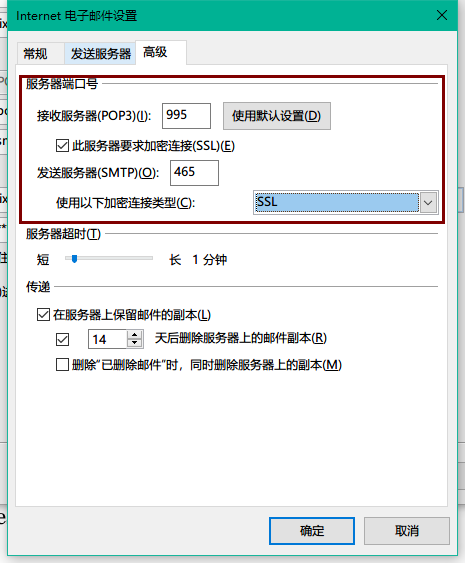 Internet 电子邮件设置
常规 发送服务器 高级
服务器端口号
接收服务器(POP3)(I): 995 使用默认设置(D)
此服务器要求加密连接(SSL)(E)
发送服务器(SMTP)(O): 465
使用以下加密连接类型(C): SSL
服务器超时(T)
短 长 1 分钟
传递
在服务器上保留邮件的副本(L)
14 天后删除服务器上的邮件副本(R)
删除"已删除邮件"时，同时删除服务器上的副本(M)
确定 取消